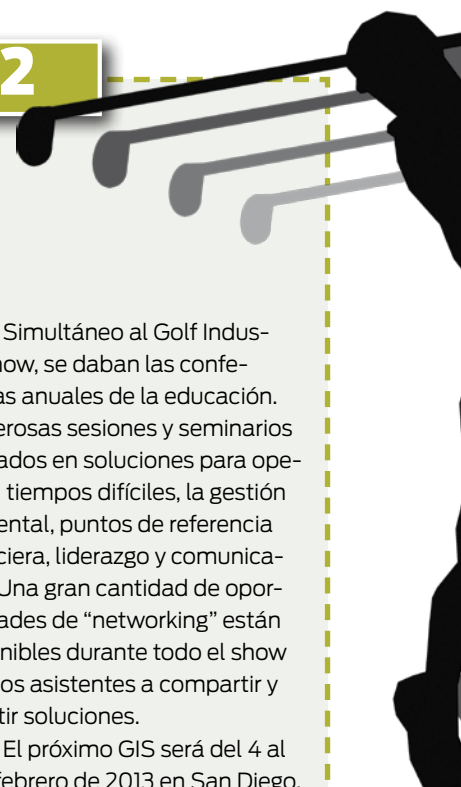 2
Simultáneo al Golf Indus-
how, se daban las confe-
as anuales de la educación.
erosas sesiones y seminarios
ados en soluciones para ope-
tiempos difíciles, la gestión
ental, puntos de referencia
ciera, liderazgo y comunica-
Una gran cantidad de opor-
ades de “networking” están
nibles durante todo el show
os asistentes a compartir y
tir soluciones.
El próximo GIS será del 4 al
febrero de 2013 en San Diego,